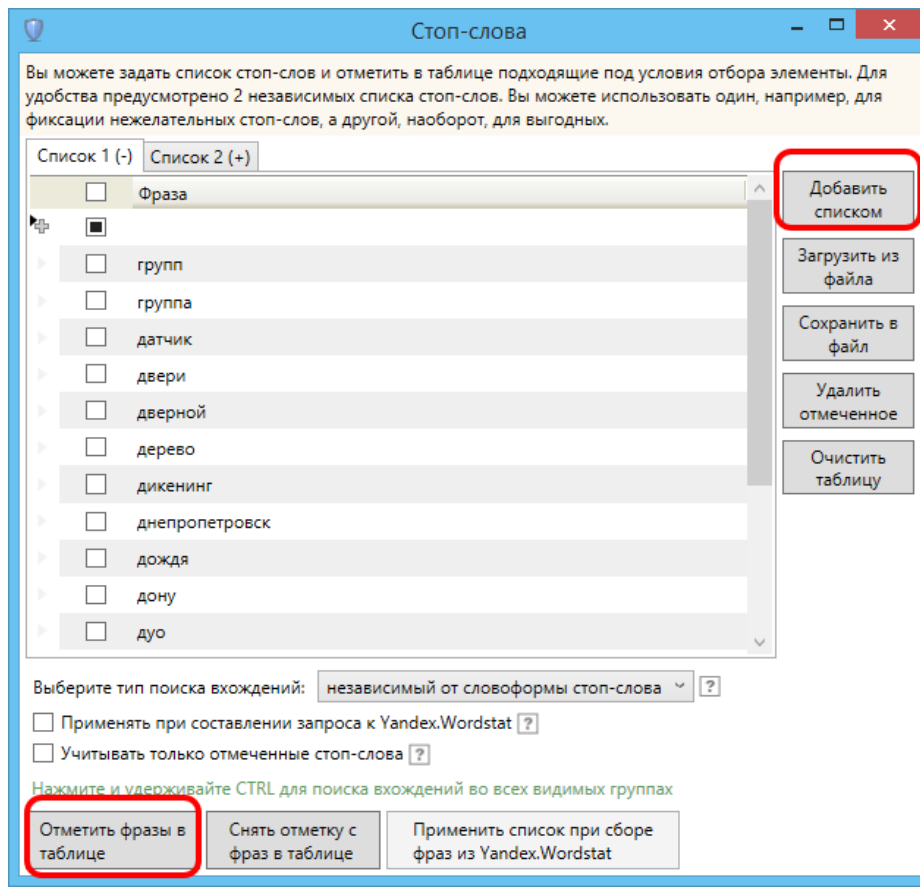 Стоп-слова
Вы можете задать список стоп-слов и отметить в таблице подходящие под условия отбора элементы. Для
удобства предусмотрено 2 независимых списка стоп-слов. Вы можете использовать один, например, для
фиксации нежелательных стоп-слов, а другой, наоборот, для выгодных.
Список 1 (-) Список 2 (+)
Фраза
групп
группа
датчик
двери
дверной
дерево
дикенинг
днепропетровск
дождя
дону
дуо
Добавить
списком
Загрузить из
файла
Сохранить в
файл
Удалить
отмеченное
Очистить
таблицу
Выберите тип поиска вхождений: независимый от словоформы стоп-слова ?
Применять при составлении запроса к Yandex.Wordstat ?
Учитывать только отмеченные стоп-слова ?
Нажмите и удерживайте CTRL для поиска вхождений во всех видимых группах
Отметить фразы в
таблице
Снять отметку с
фраз в таблице
Применить список при сборе
фраз из Yandex.Wordstat